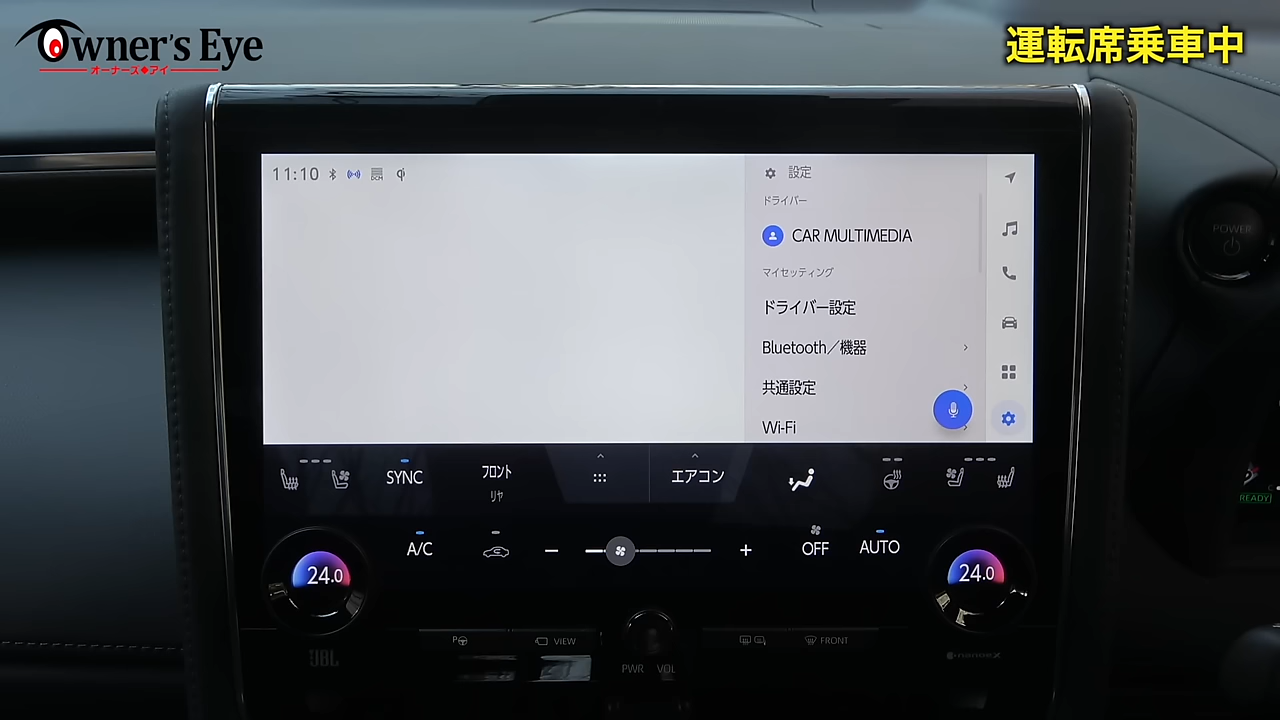 Owner's Eye
オーナーズ◆アイ
運転席乗車中
11:10
設定
ドライバー
CAR MULTIMEDIA
マイセッティング
ドライバー設定
Bluetooth/機器
共通設定
Wi-Fi
POWER
SYNC
フロント
リヤ
エアコン
READY
A/C
OFF
AUTO
24.0
24.0
P
VIEW
FRONT
JBL
PWR
VOL
nanoe X